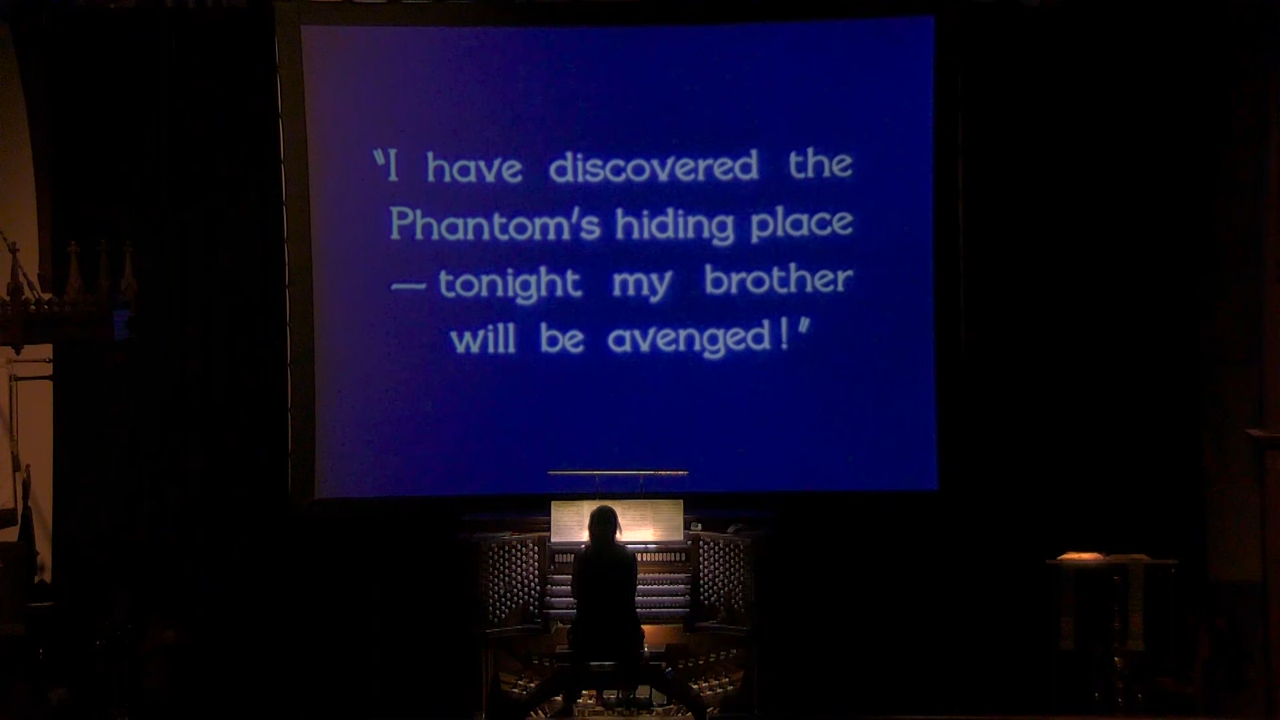 "I have discovered the
Phantom's hiding place
— tonight my brother
will be avenged!"